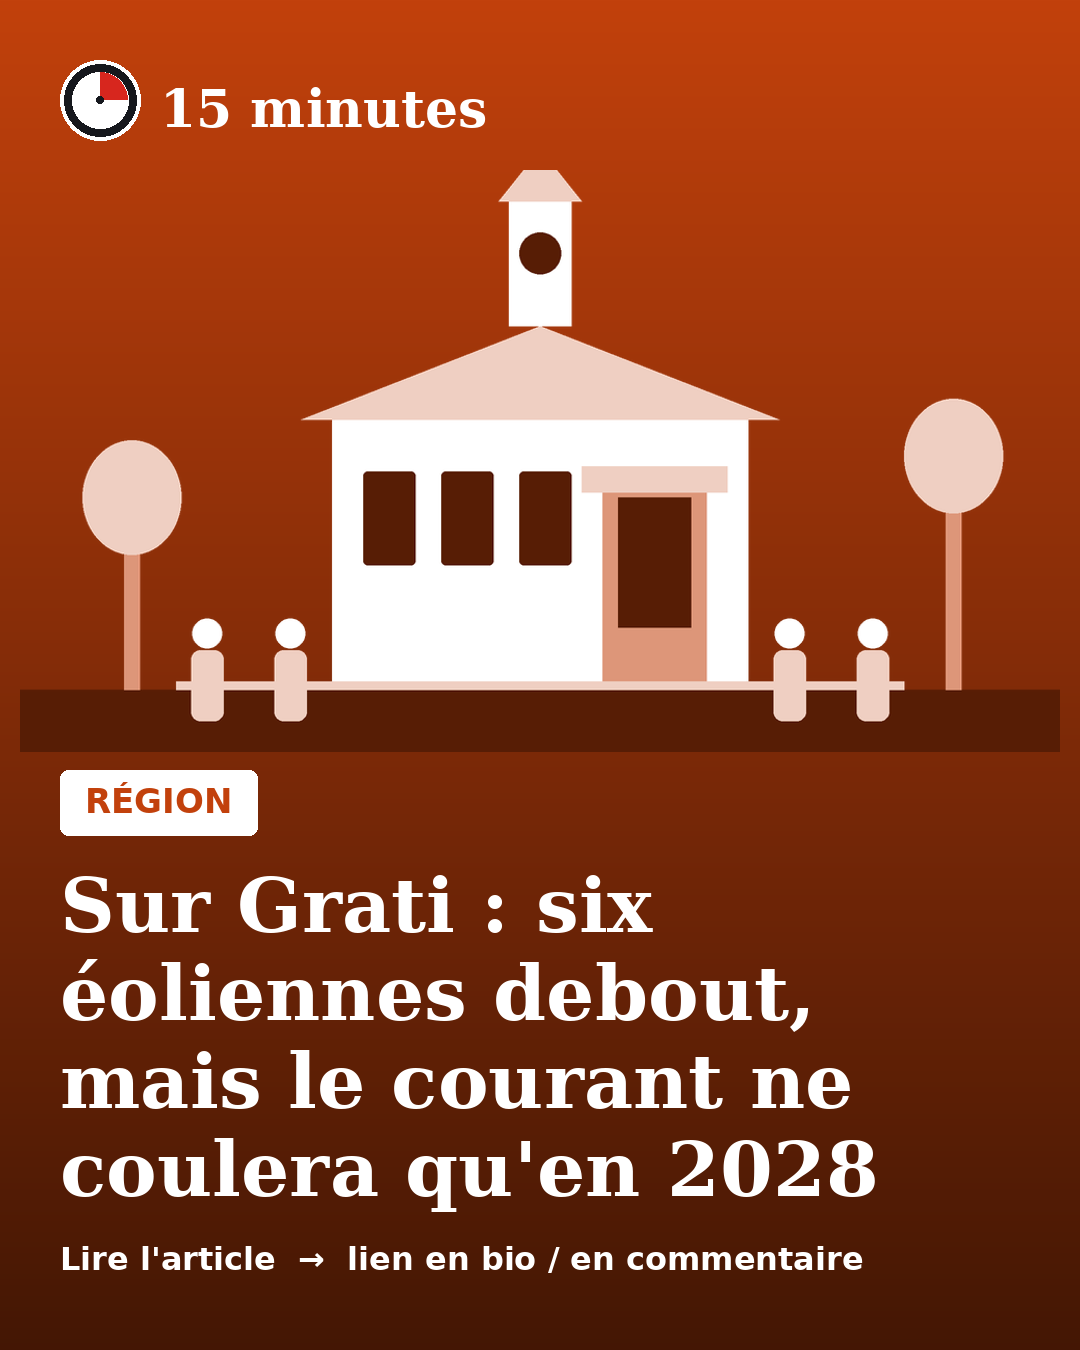 15 minutes
RÉGION
Sur Grati : six
éoliennes debout,
mais le courant ne
coulera qu'en 2028
Lire l'article → lien en bio / en commentaire